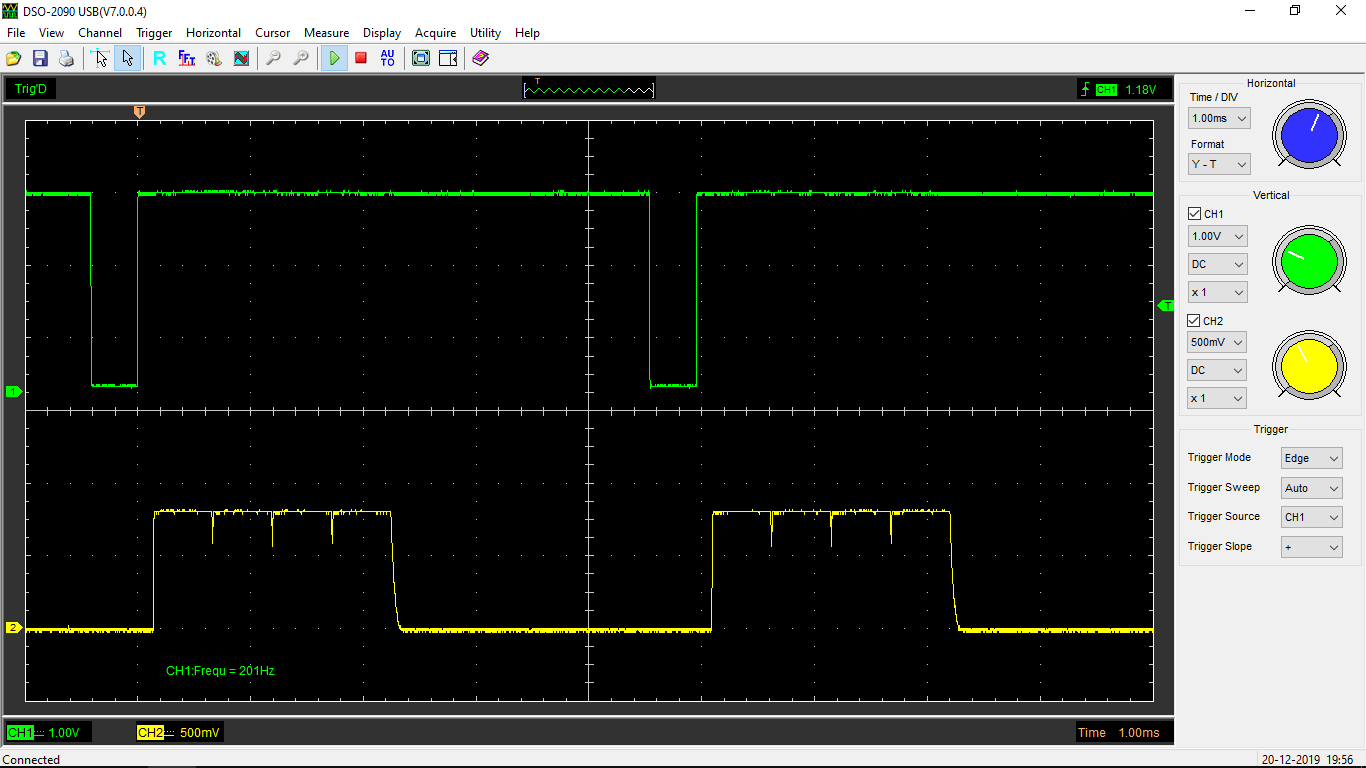 DSO-2090 USB(V7.0.0.4)
File View Channel Trigger Horizontal Cursor Measure Display Acquire Utility Help
R FFT AU TO
Trig'D
T
CH1 1.18V
T
T
1
2
CH1:Frequ = 201Hz
CH1 1.00V
CH2 500mV
Time 1.00ms
Horizontal
Time / DIV
1.00ms
Format
Y - T
Vertical
CH1
1.00V
DC
x 1
CH2
500mV
DC
x 1
Trigger
Trigger Mode Edge
Trigger Sweep Auto
Trigger Source CH1
Trigger Slope +
Connected
20-12-2019 19:56